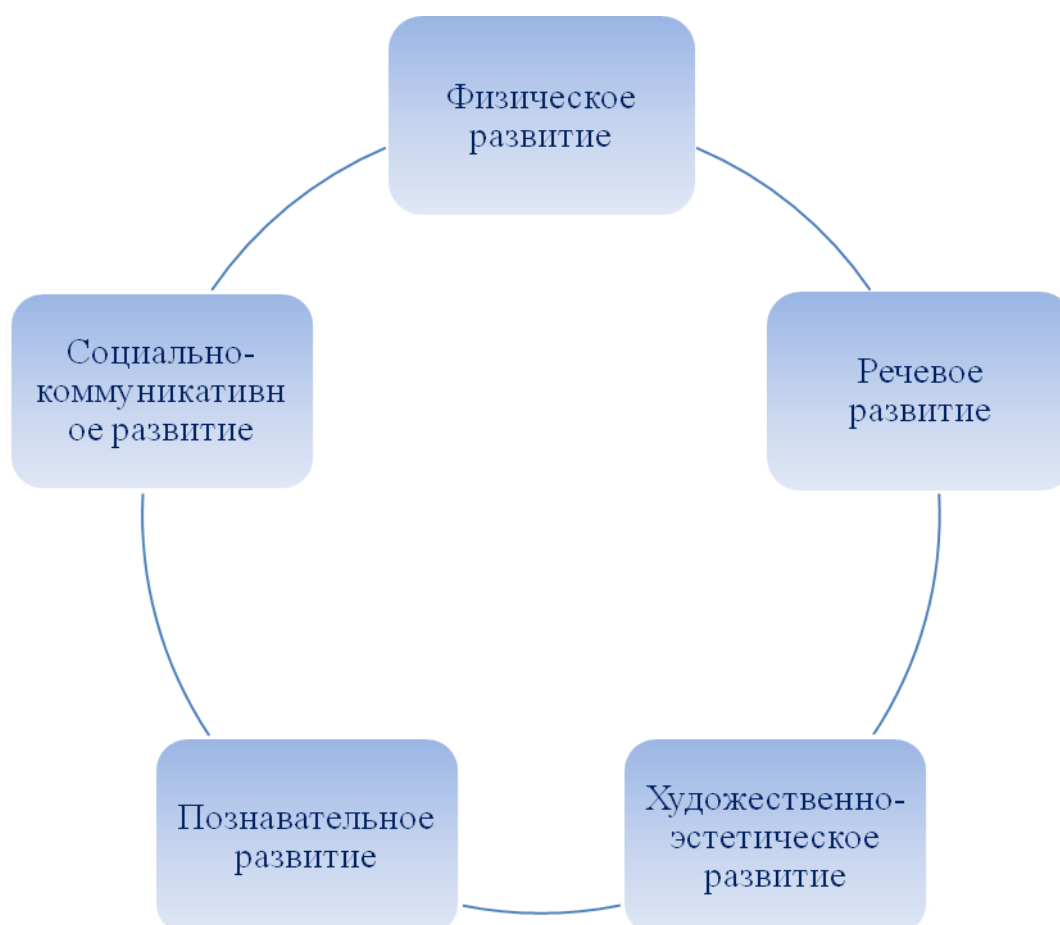 Физическое
развитие
Социально-
коммуникативн
ое развитие
Речевое
развитие
Познавательное
развитие
Художественно-
эстетическое
развитие